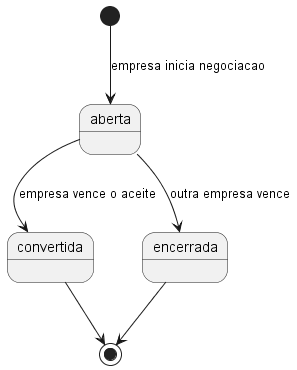 empresa inicia negociacao
aberta
empresa vence o aceite
outra empresa vence
convertida
encerrada